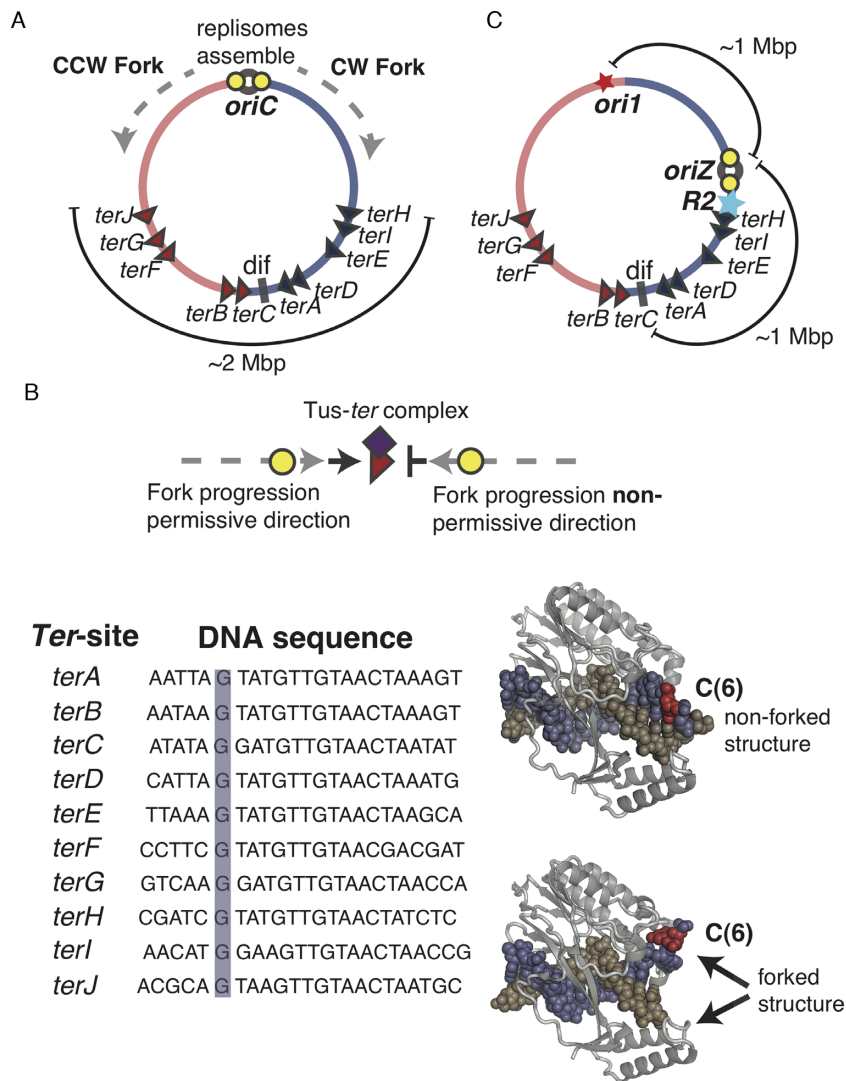 A
replisomes
assemble
CCW Fork
CW Fork
oriC
terJ
terG
terF
terB
terC
dif
terA
terD
terE
terI
terH
~2 Mbp
C
~1 Mbp
ori1
oriZ
R2
terJ
terG
terF
terB
terC
dif
terA
terD
terE
terI
terH
~1 Mbp
B
Tus-ter complex
Fork progression
permissive direction
Fork progression non-
permissive direction
Ter-site DNA sequence
terA AATTA G TATGTTGTAACTAAAGT
terB AATAA G TATGTTGTAACTAAAGT
terC ATATA G GATGTTGTAACTAATAT
terD CATTA G TATGTTGTAACTAAATG
terE TTAAA G TATGTTGTAACTAAGCA
terF CCTTC G TATGTTGTAACGACGAT
terG GTCAA G GATGTTGTAACTAACCA
terH CGATC G TATGTTGTAACTATCTC
terI AACAT G GAAGTTGTAACTAACCG
terJ ACGCA G TAAGTTGTAACTAATGC
C(6)
non-forked
structure
C(6)
forked
structure